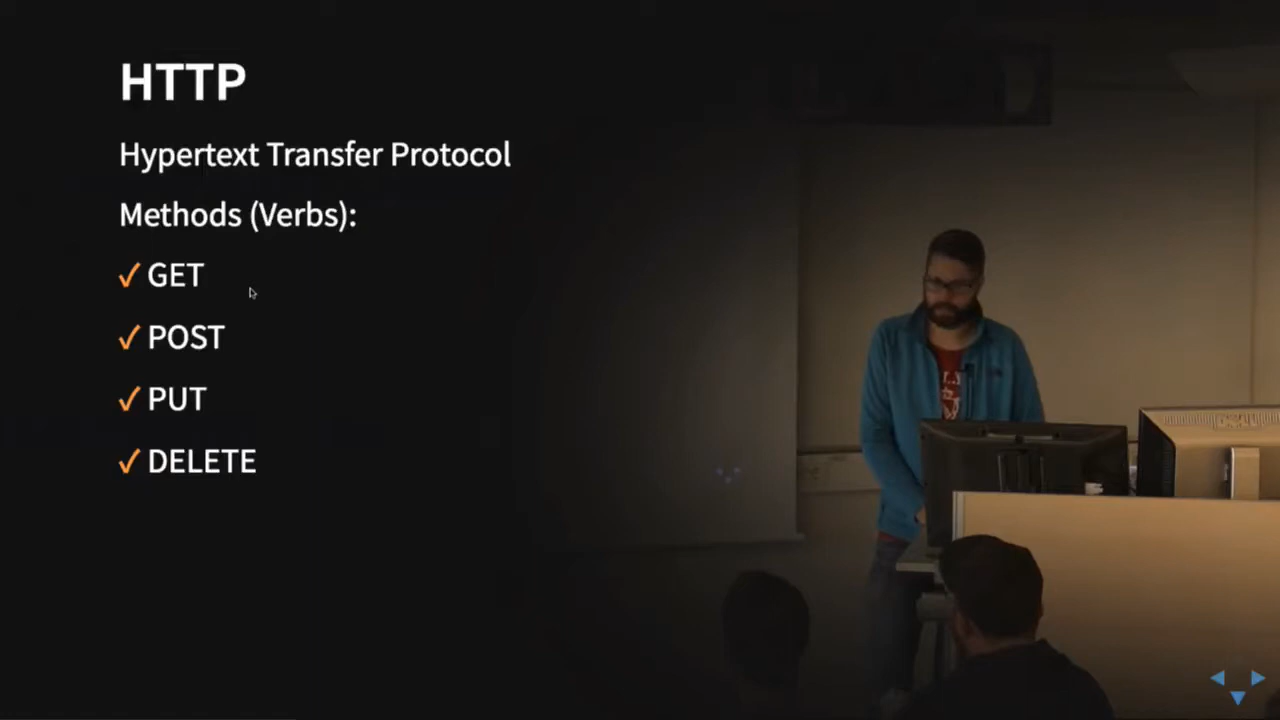 HTTP
Hypertext Transfer Protocol
Methods (Verbs):
✓ GET
✓ POST
✓ PUT
✓ DELETE